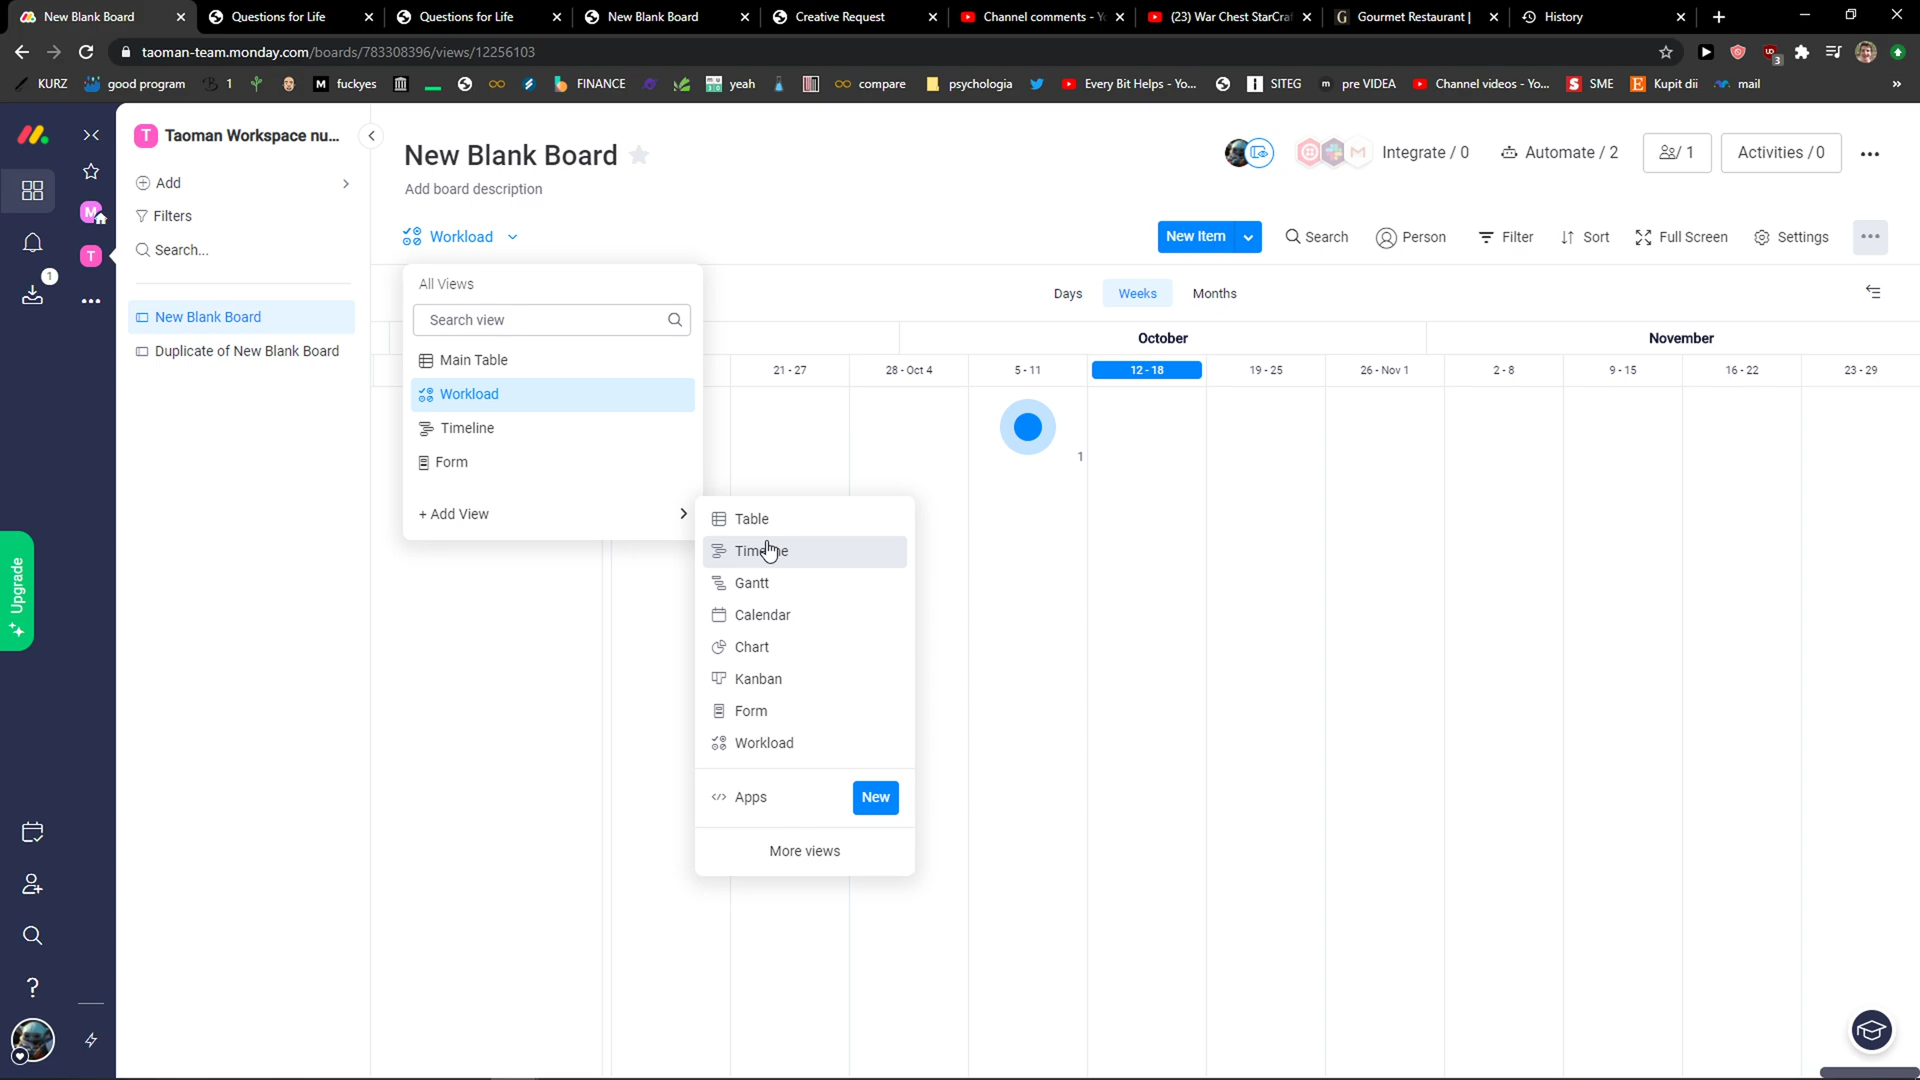 New Blank Board
Questions for Life
Questions for Life
New Blank Board
Creative Request
Channel comments - Y
(23) War Chest StarCraf
Gourmet Restaurant |
History
taoman-team.monday.com/boards/783308396/views/12256103
3
KURZ
good program
1
fuckyes
FINANCE
yeah
compare
psychologia
Every Bit Helps - Yo...
SITEG
pre VIDEA
Channel videos - Yo...
SME
Kupit dii
mail
»
T
Taoman Workspace nu...
Add
Filters
Search...
New Blank Board
Duplicate of New Blank Board
M
T
1
Upgrade
New Blank Board
Add board description
Integrate / 0
Automate / 2
/ 1
Activities / 0
Workload
New Item
Search
Person
Filter
Sort
Full Screen
Settings
All Views
Search view
Main Table
Workload
Timeline
Form
+ Add View
Days
Weeks
Months
October
November
21 - 27
28 - Oct 4
5 - 11
12 - 18
19 - 25
26 - Nov 1
2 - 8
9 - 15
16 - 22
23 - 29
1
Table
Timeline
Gantt
Calendar
Chart
Kanban
Form
Workload
</> Apps
New
More views
?